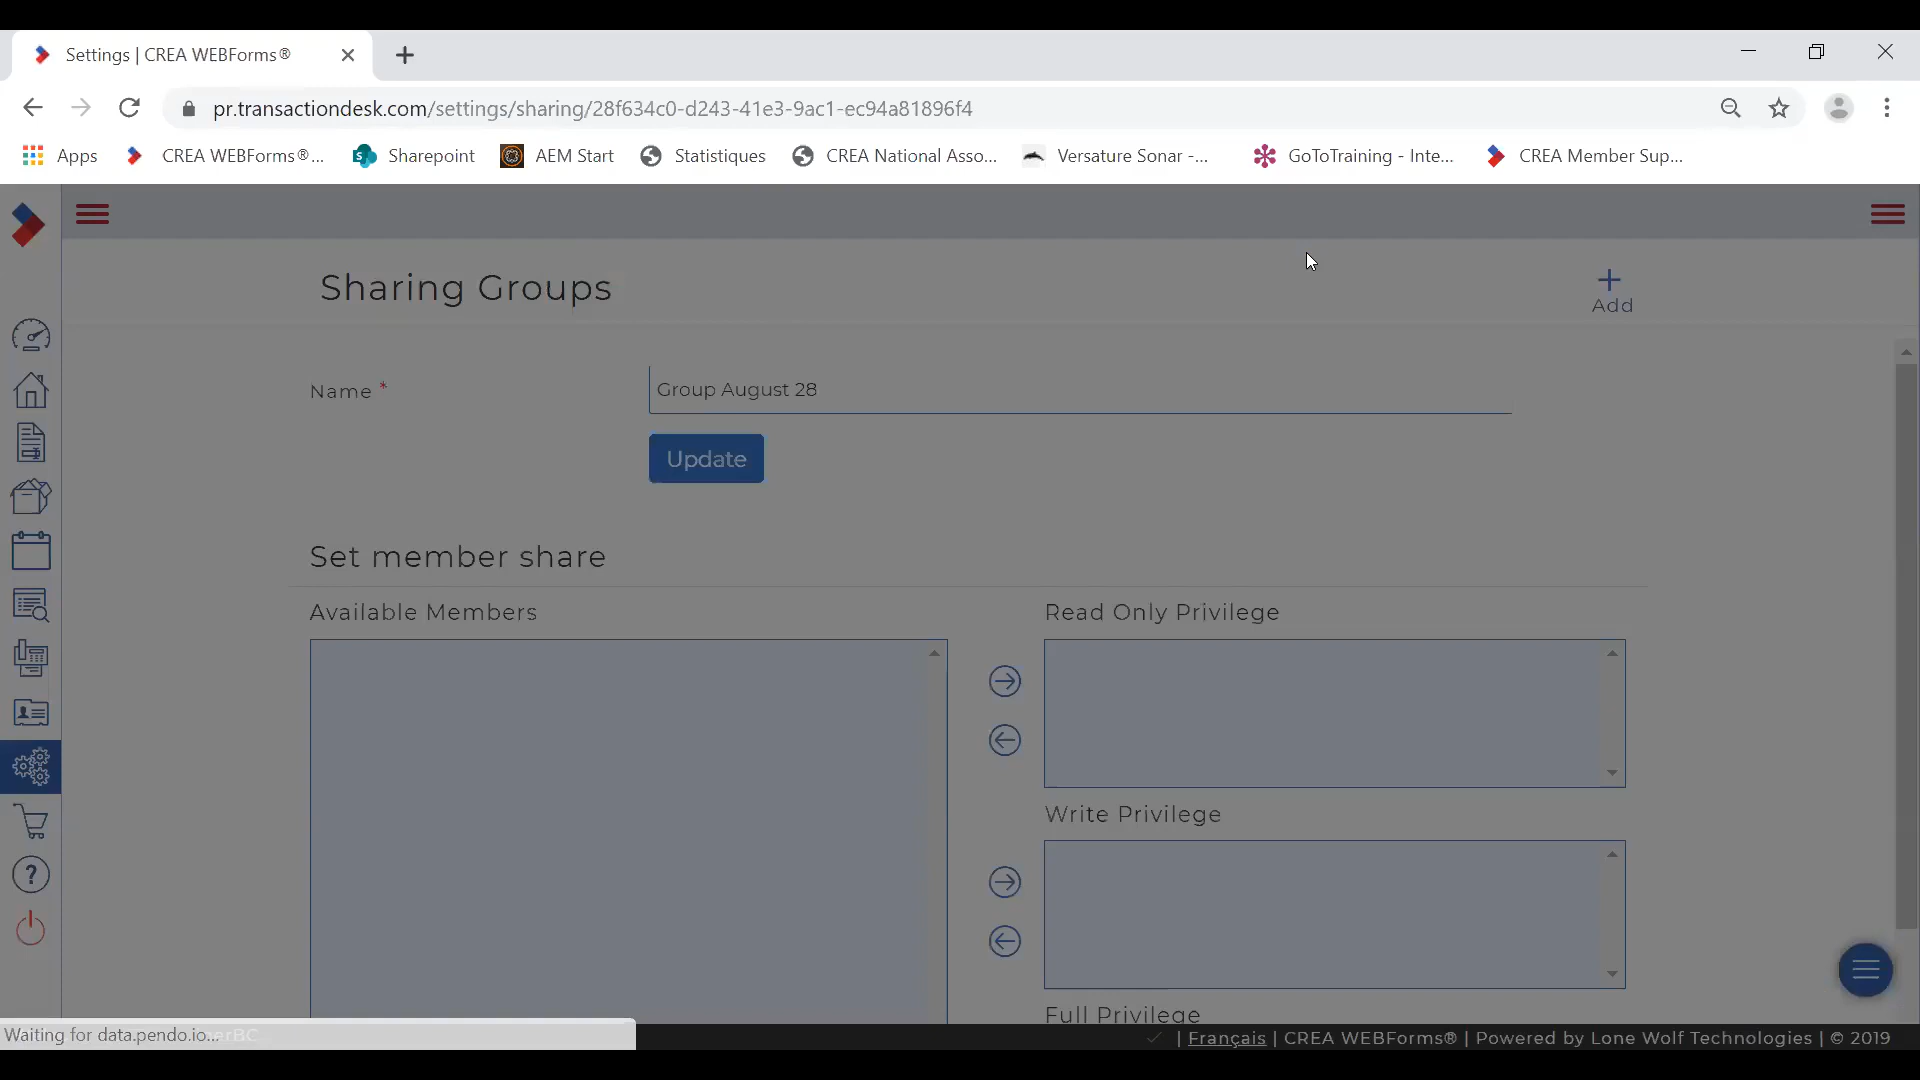 Settings | CREA WEBForms®
pr.transactiondesk.com/settings/sharing/28f634c0-d243-41e3-9ac1-ec94a81896f4
Apps CREA WEBForms®... Sharepoint AEM Start Statistiques CREA National Asso... Versature Sonar -... GoToTraining - Inte... CREA Member Sup...
Sharing Groups
Add
Name *
Group August 28
Update
Set member share
Available Members
Read Only Privilege
Write Privilege
Full Privilege
Waiting for data.pendo.io...
| Français | CREA WEBForms® | Powered by Lone Wolf Technologies | © 2019